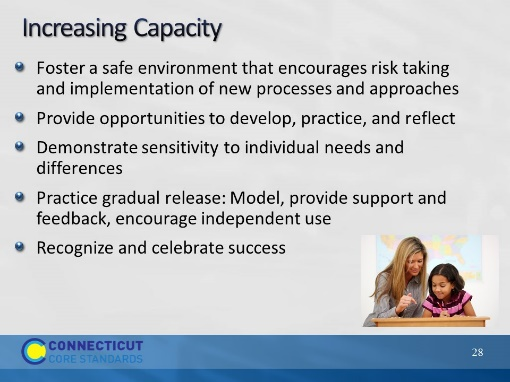 Increasing Capacity
Foster a safe environment that encourages risk taking
and implementation of new processes and approaches
Provide opportunities to develop, practice, and reflect
Demonstrate sensitivity to individual needs and
differences
Practice gradual release: Model, provide support and
feedback, encourage independent use
Recognize and celebrate success
CONNECTICUT
CORE STANDARDS
28